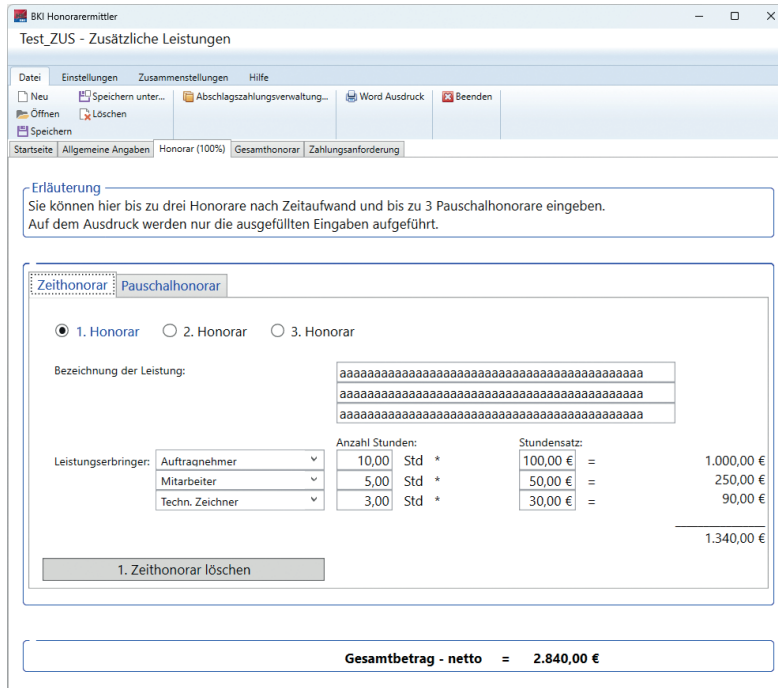 BKI Honorarermittler
Test_ZUS - Zusätzliche Leistungen
Datei Einstellungen Zusammenstellungen Hilfe
Neu Speichern unter... Abschlagszahlungsverwaltung... Word Ausdruck Beenden
Öffnen Löschen
Speichern
Startseite Allgemeine Angaben Honorar (100%) Gesamthonorar Zahlungsanforderung
Erläuterung
Sie können hier bis zu drei Honorare nach Zeitaufwand und bis zu 3 Pauschalhonorare eingeben.
Auf dem Ausdruck werden nur die ausgefüllten Eingaben aufgeführt.
Zeithonorar Pauschalhonorar
1. Honorar 2. Honorar 3. Honorar
Bezeichnung der Leistung: aaaaaaaaaaaaaaaaaaaaaaaaaaaaaaaaaaaaaaaaaaa
aaaaaaaaaaaaaaaaaaaaaaaaaaaaaaaaaaaaaaaaaaa
aaaaaaaaaaaaaaaaaaaaaaaaaaaaaaaaaaaaaaaaaaa
Anzahl Stunden: Stundensatz:
Leistungserbringer: Auftragnehmer 10,00 Std * 100,00 € = 1.000,00 €
Mitarbeiter 5,00 Std * 50,00 € = 250,00 €
Techn. Zeichner 3,00 Std * 30,00 € = 90,00 €
1.340,00 €
1. Zeithonorar löschen
Gesamtbetrag - netto = 2.840,00 €